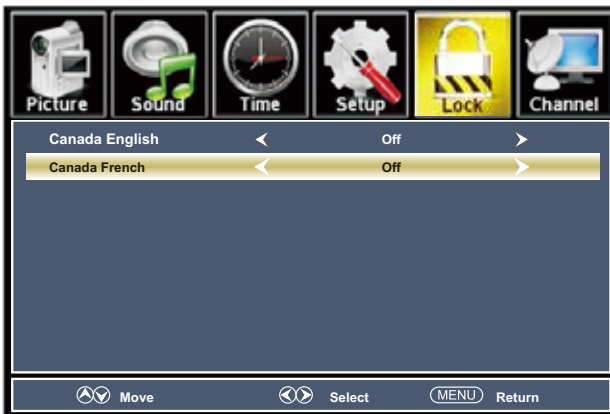 Picture Sound Time Setup Lock Channel
Canada English Off
Canada French Off
Move Select MENU Return